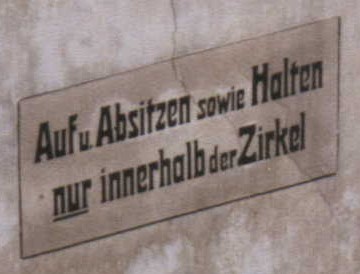 Auf u. Absitzen sowie Halten
nur innerhalb der Zirkel